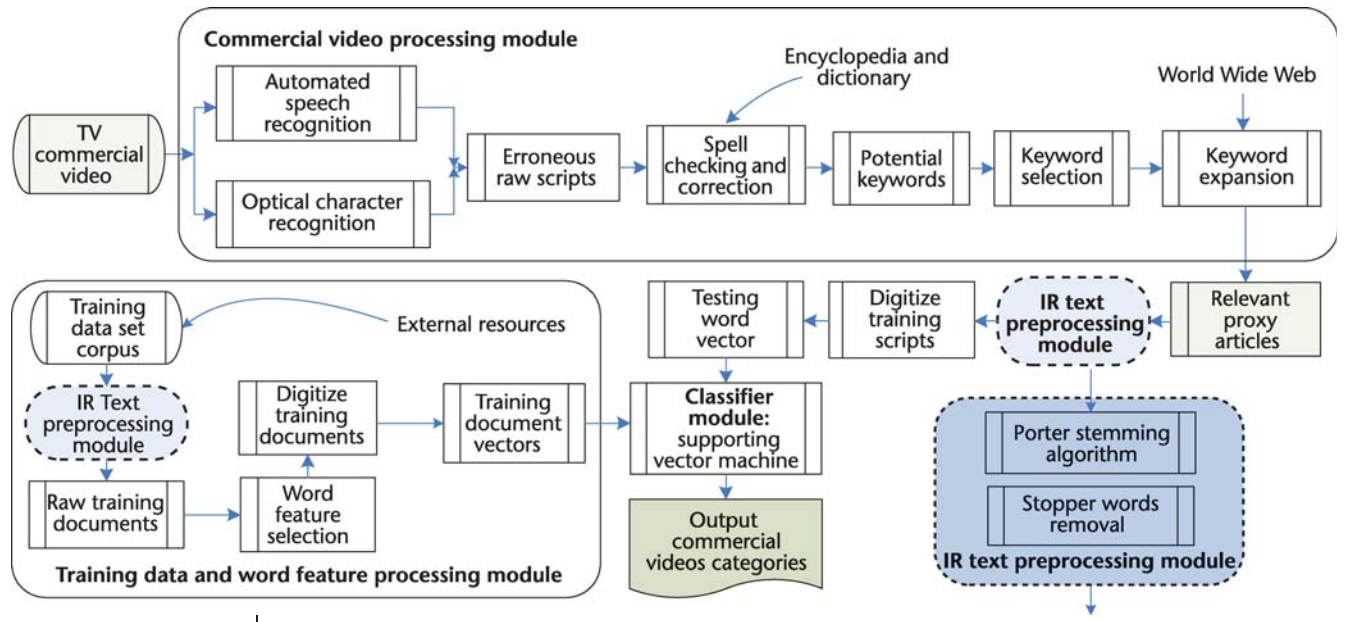 Commercial video processing module
TV
commercial
video
Automated
speech
recognition
Optical character
recognition
Erroneous
raw scripts
Encyclopedia and
dictionary
Spell
checking and
correction
Potential
keywords
Keyword
selection
World Wide Web
Keyword
expansion
Relevant
proxy
articles
IR text
preprocessing
module
Digitize
training
scripts
Testing
word
vector
Training
data set
corpus
External resources
IR Text
preprocessing
module
Raw training
documents
Word
feature
selection
Digitize
training
documents
Training
document
vectors
Training data and word feature processing module
Classifier
module:
supporting
vector machine
Output
commercial
videos categories
Porter stemming
algorithm
Stopper words
removal
IR text preprocessing module